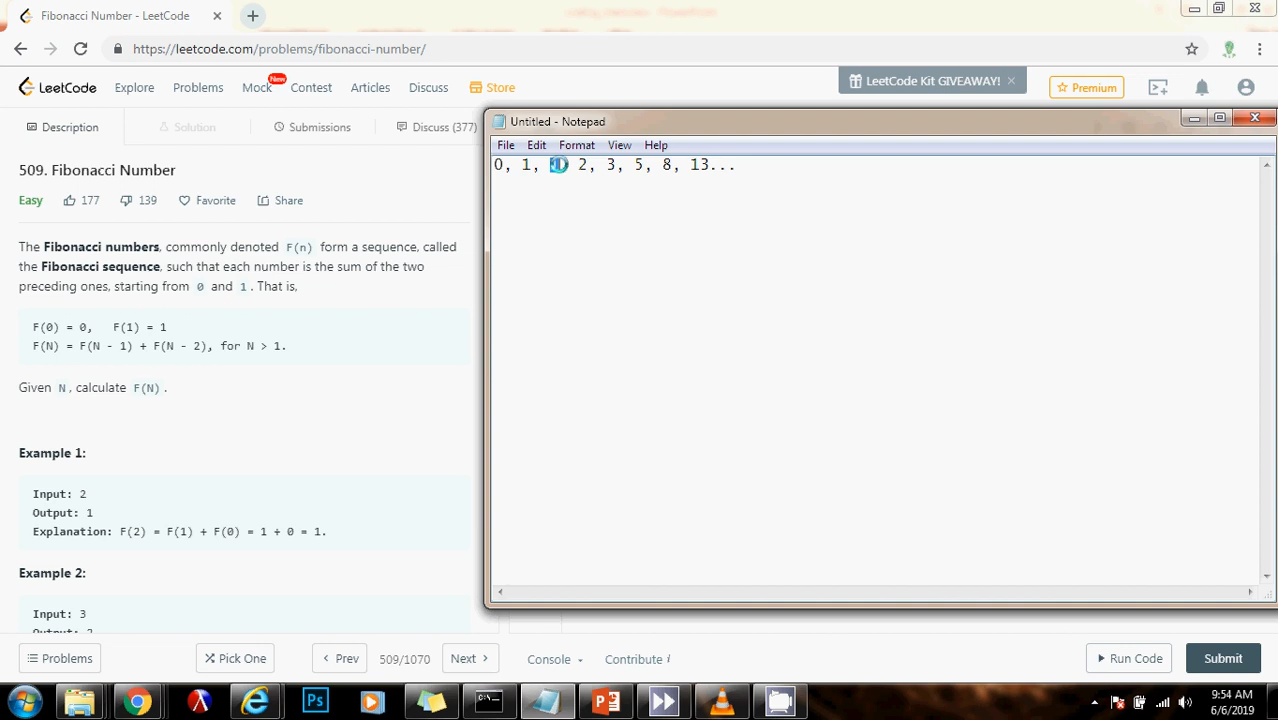 Fibonacci Number - LeetCode
https://leetcode.com/problems/fibonacci-number/
LeetCode Explore Problems Mock New Contest Articles Discuss Store LeetCode Kit GIVEAWAY! Premium
Description Solution Submissions Discuss (377)
509. Fibonacci Number
Easy 177 139 Favorite Share
The Fibonacci numbers, commonly denoted F(n) form a sequence, called
the Fibonacci sequence, such that each number is the sum of the two
preceding ones, starting from 0 and 1. That is,
F(0) = 0,   F(1) = 1
F(N) = F(N - 1) + F(N - 2), for N > 1.
Given N, calculate F(N).
Example 1:
Input: 2
Output: 1
Explanation: F(2) = F(1) + F(0) = 1 + 0 = 1.
Example 2:
Input: 3
Problems Pick One Prev 509/1070 Next Console Contribute i Run Code Submit
Untitled - Notepad
File Edit Format View Help
0, 1, 2, 3, 5, 8, 13...
Ps
9:54 AM
6/6/2019